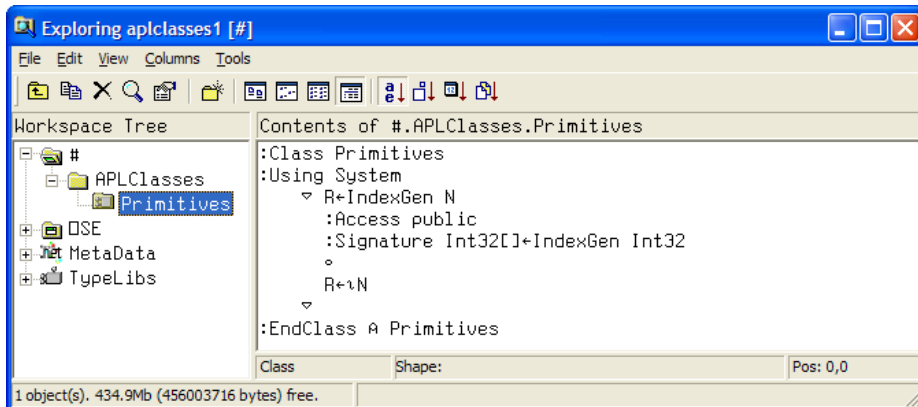 Exploring aplclasses1 [#]
File Edit View Columns Tools
Workspace Tree
Contents of #.APLClasses.Primitives
#
APLClasses
Primitives
⎕SE
MetaData
TypeLibs
:Class Primitives
:Using System
∇ R←IndexGen N
:Access public
:Signature Int32[]←IndexGen Int32
∘
R←⍳N
∇
:EndClass ⍝ Primitives
Class
Shape:
Pos: 0,0
1 object(s). 434.9Mb (456003716 bytes) free.